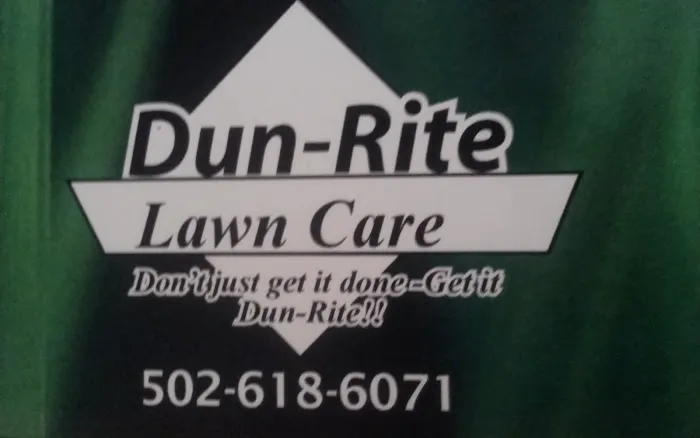 Dun-Rite
Lawn Care
Don't just get it done-Get it
Dun-Rite!!
502-618-6071